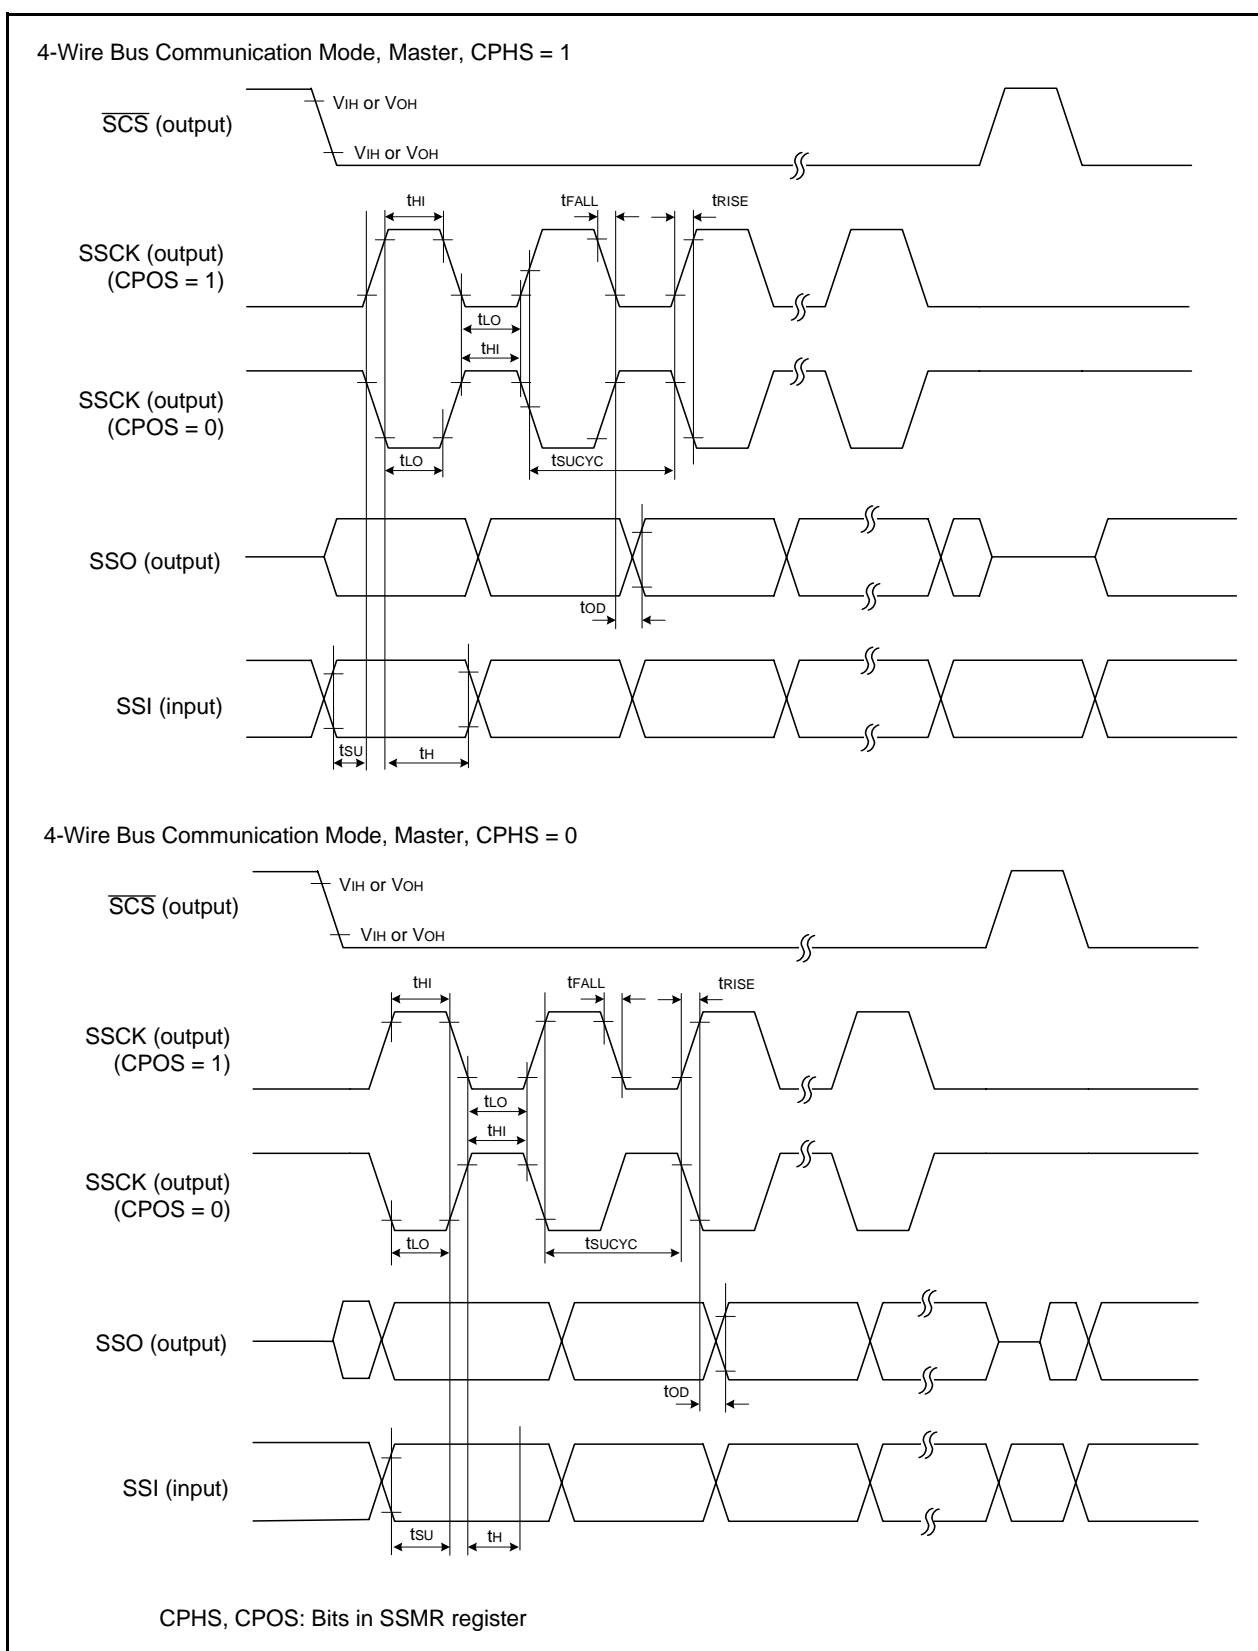 4-Wire Bus Communication Mode, Master, CPHS = 1
VIH or VOH
SCS (output)
VIH or VOH
tHI
tFALL
tRISE
SSCK (output)
(CPOS = 1)
tLO
tHI
SSCK (output)
(CPOS = 0)
tLO
tSUCYC
SSO (output)
tOD
SSI (input)
tSU
tH
4-Wire Bus Communication Mode, Master, CPHS = 0
VIH or VOH
SCS (output)
VIH or VOH
tHI
tFALL
tRISE
SSCK (output)
(CPOS = 1)
tLO
tHI
SSCK (output)
(CPOS = 0)
tLO
tSUCYC
SSO (output)
tOD
SSI (input)
tSU
tH
CPHS, CPOS: Bits in SSMR register